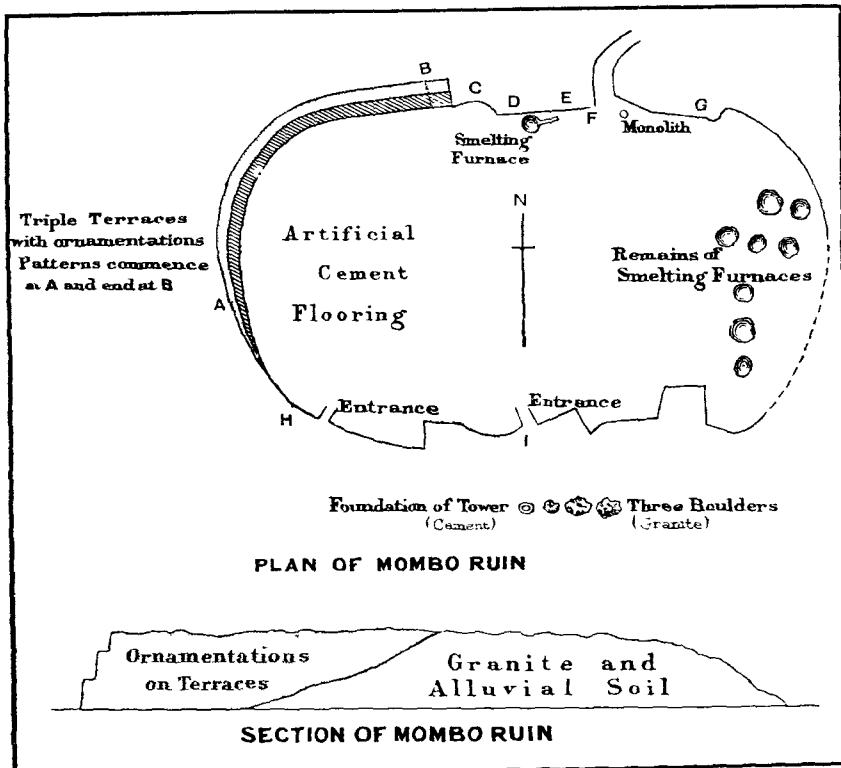 B
C
D
E
F
G
Smelting
Furnace
Monolith
N
Triple Terraces
with ornamentations
Patterns commence
at A and end at B
A
Artificial
Cement
Flooring
Remains of
Smelting Furnaces
H
Entrance
Entrance
I
Foundation of Tower
(Cement)
Three Boulders
(Granite)
PLAN OF MOMBO RUIN
Ornamentations
on Terraces
Granite and
Alluvial Soil
SECTION OF MOMBO RUIN